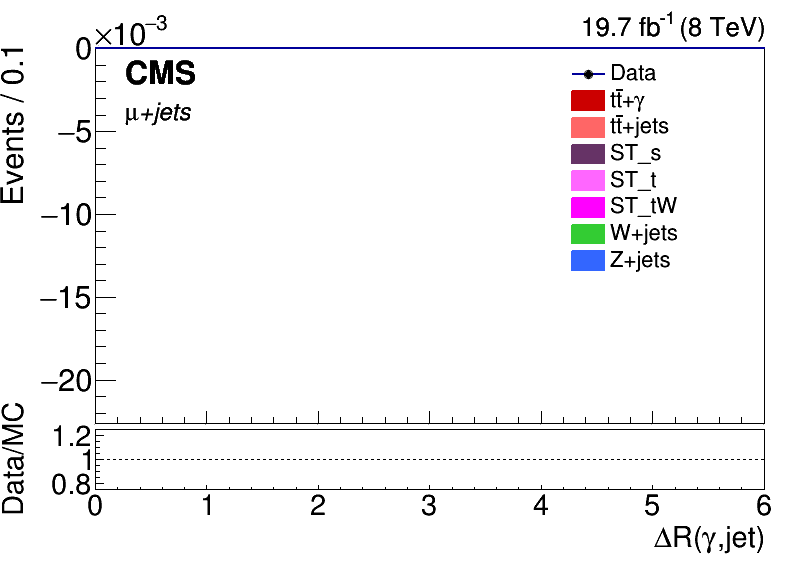 ×10⁻³
19.7 fb⁻¹ (8 TeV)
CMS
μ+jets
Events / 0.1
0
−5
−10
−15
−20
Data
tt̄+γ
tt̄+jets
ST_s
ST_t
ST_tW
W+jets
Z+jets
Data/MC
1.2
1
0.8
0 1 2 3 4 5 6
ΔR(γ,jet)